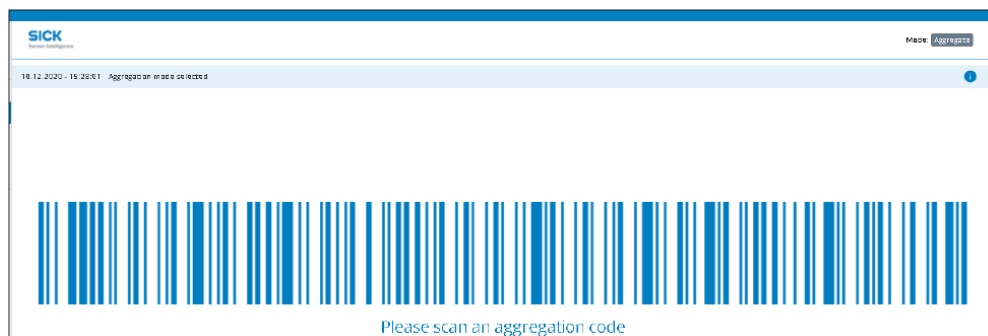 SICK
Sensor Intelligence
Mode: Aggregate
18.12.2020 - 15:28:01 Aggregation mode selected
Please scan an aggregation code